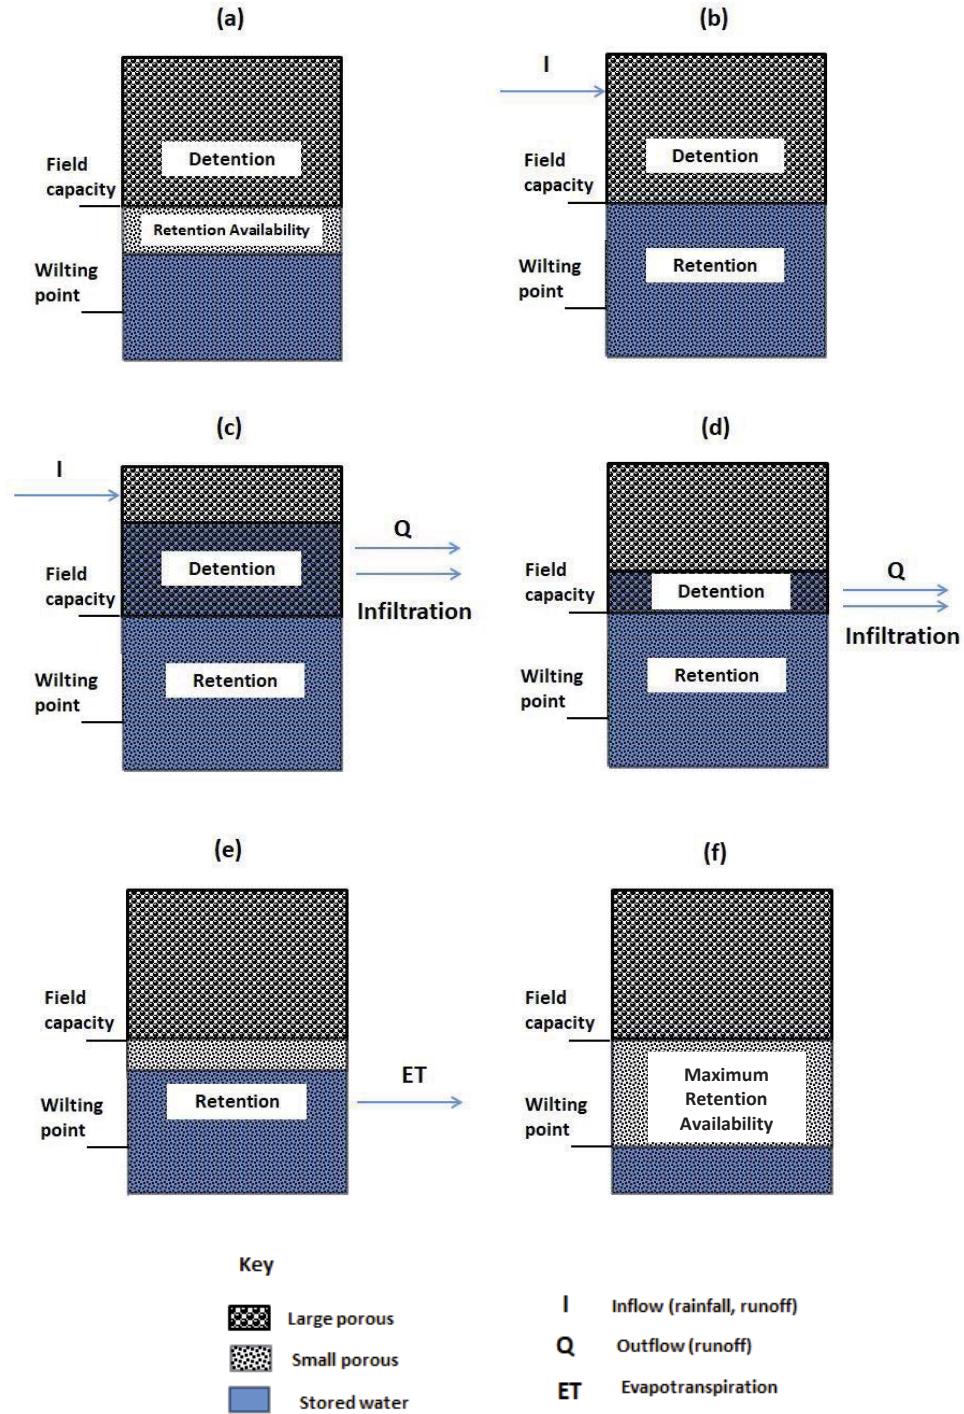 (a)
Detention
Field
capacity
Retention Availability
Wilting
point
(b)
I
Detention
Field
capacity
Retention
Wilting
point
(c)
I
Q
Detention
Field
capacity
Infiltration
Retention
Wilting
point
(d)
Field
capacity
Detention
Q
Infiltration
Retention
Wilting
point
(e)
Field
capacity
ET
Retention
Wilting
point
(f)
Field
capacity
Maximum
Retention
Availability
Wilting
point
Key
Large porous
Small porous
Stored water
I Inflow (rainfall, runoff)
Q Outflow (runoff)
ET Evapotranspiration